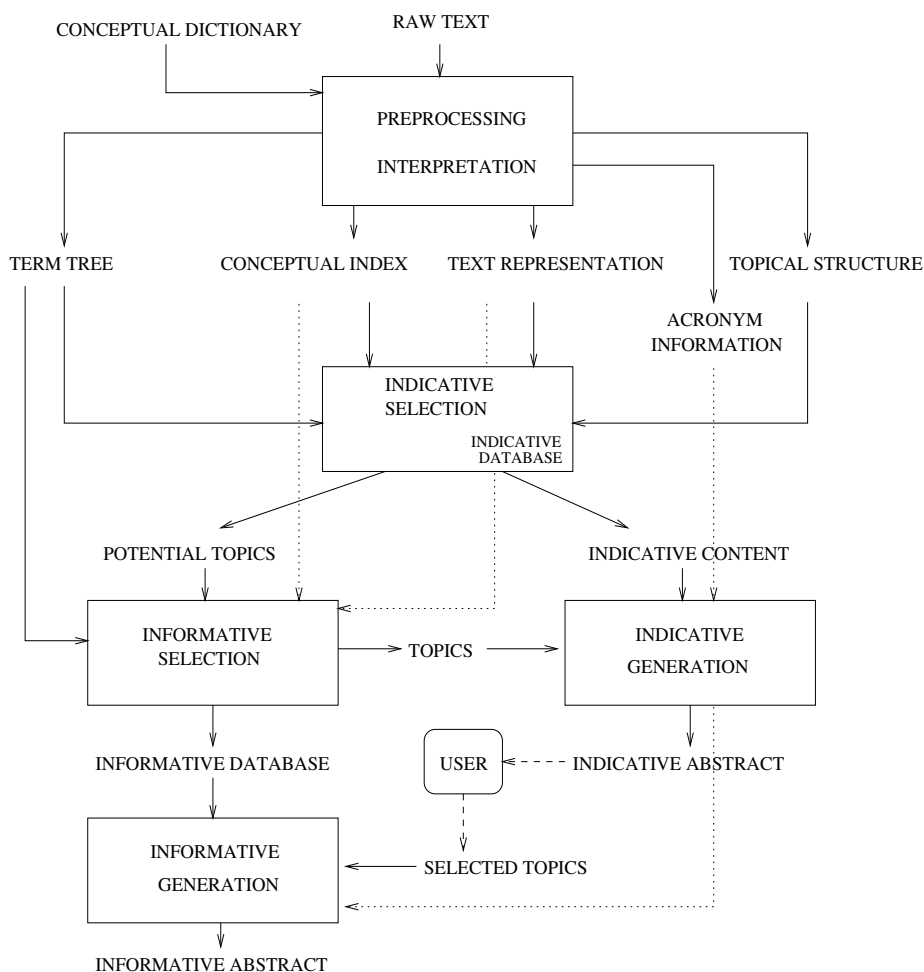 CONCEPTUAL DICTIONARY
RAW TEXT
PREPROCESSING
INTERPRETATION
TERM TREE
CONCEPTUAL INDEX
TEXT REPRESENTATION
TOPICAL STRUCTURE
ACRONYM
INFORMATION
INDICATIVE
SELECTION
INDICATIVE
DATABASE
POTENTIAL TOPICS
INDICATIVE CONTENT
INFORMATIVE
SELECTION
TOPICS
INDICATIVE
GENERATION
INFORMATIVE DATABASE
USER
INDICATIVE ABSTRACT
INFORMATIVE
GENERATION
SELECTED TOPICS
INFORMATIVE ABSTRACT